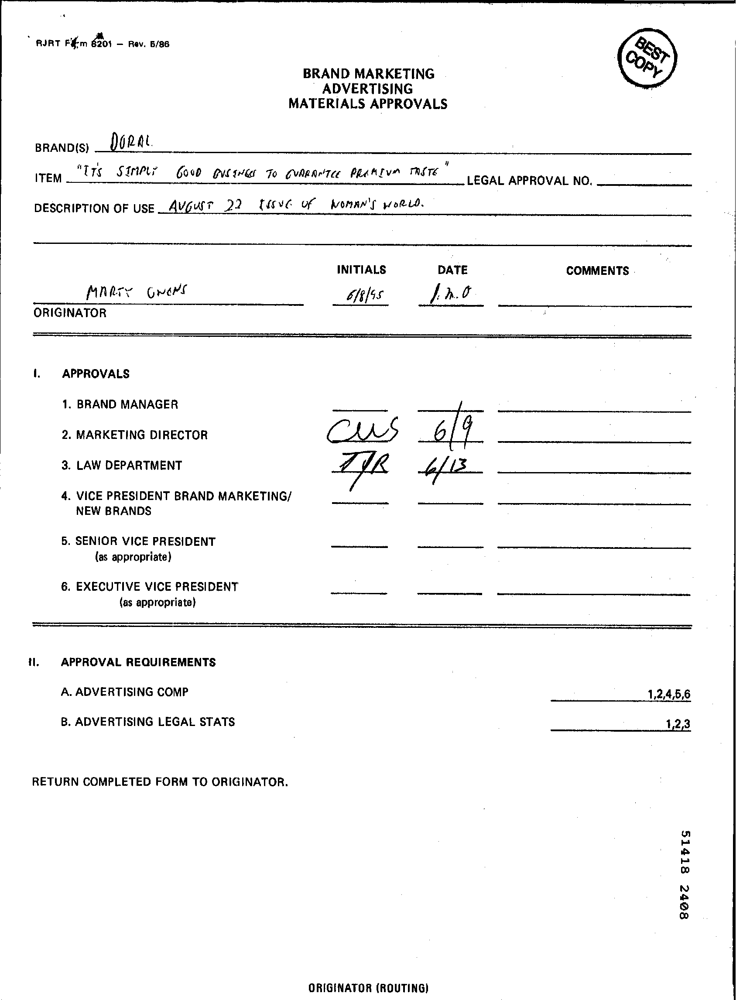 RJRT Form 8201 – Rev. 5/86
BEST
COPY
BRAND MARKETING
ADVERTISING
MATERIALS APPROVALS
BRAND(S) DORAL
ITEM "IT'S SIMPLY GOOD BUSINESS TO GUARANTEE PREMIUM TASTE" LEGAL APPROVAL NO.
DESCRIPTION OF USE AUGUST 22 ISSUE OF WOMAN'S WORLD.
INITIALS DATE COMMENTS
MARTY OWENS 6/8/95 J.M.O
ORIGINATOR
I. APPROVALS
1. BRAND MANAGER
2. MARKETING DIRECTOR CWS 6/9
3. LAW DEPARTMENT 6/13
4. VICE PRESIDENT BRAND MARKETING/
NEW BRANDS
5. SENIOR VICE PRESIDENT
(as appropriate)
6. EXECUTIVE VICE PRESIDENT
(as appropriate)
II. APPROVAL REQUIREMENTS
A. ADVERTISING COMP 1,2,4,5,6
B. ADVERTISING LEGAL STATS 1,2,3
RETURN COMPLETED FORM TO ORIGINATOR.
51418 2408
ORIGINATOR (ROUTING)